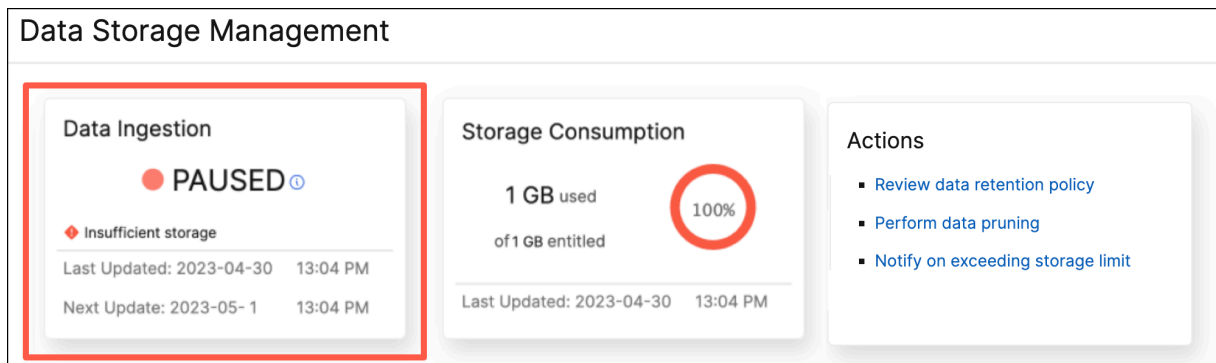 Data Storage Management
Data Ingestion
PAUSED
Insufficient storage
Last Updated: 2023-04-30 13:04 PM
Next Update: 2023-05- 1 13:04 PM
Storage Consumption
1 GB used
of 1 GB entitled
100%
Last Updated: 2023-04-30 13:04 PM
Actions
Review data retention policy
Perform data pruning
Notify on exceeding storage limit